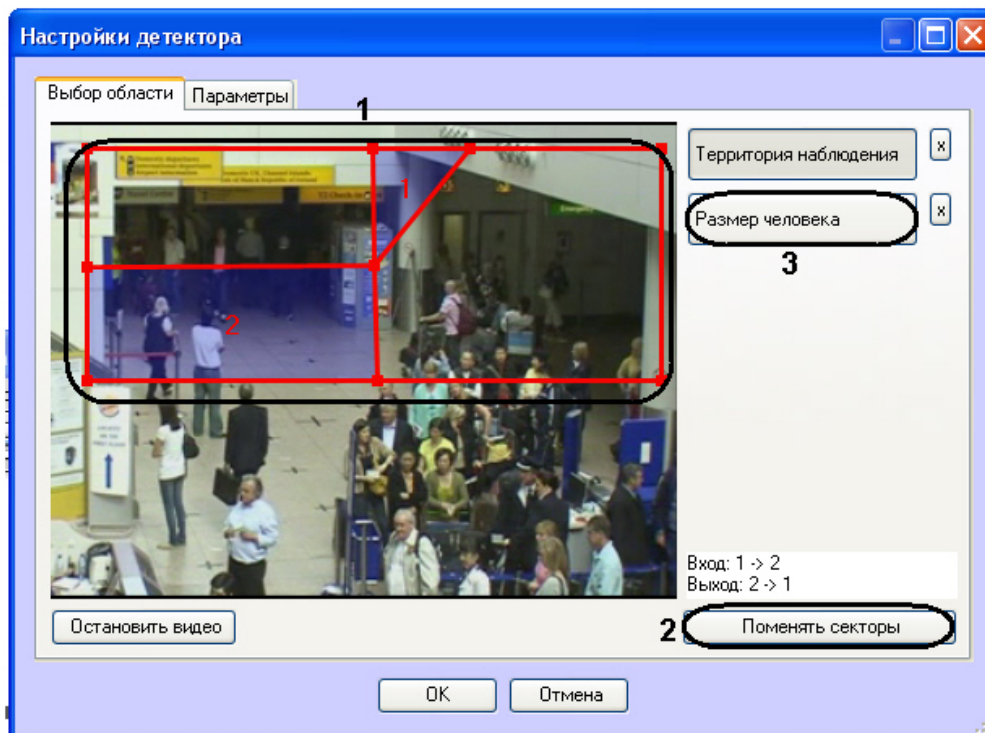 Настройки детектора
Выбор области
Параметры
1
Территория наблюдения
x
1
Размер человека
x
3
2
Вход: 1 -> 2
Выход: 2 -> 1
Остановить видео
2
Поменять секторы
OK
Отмена